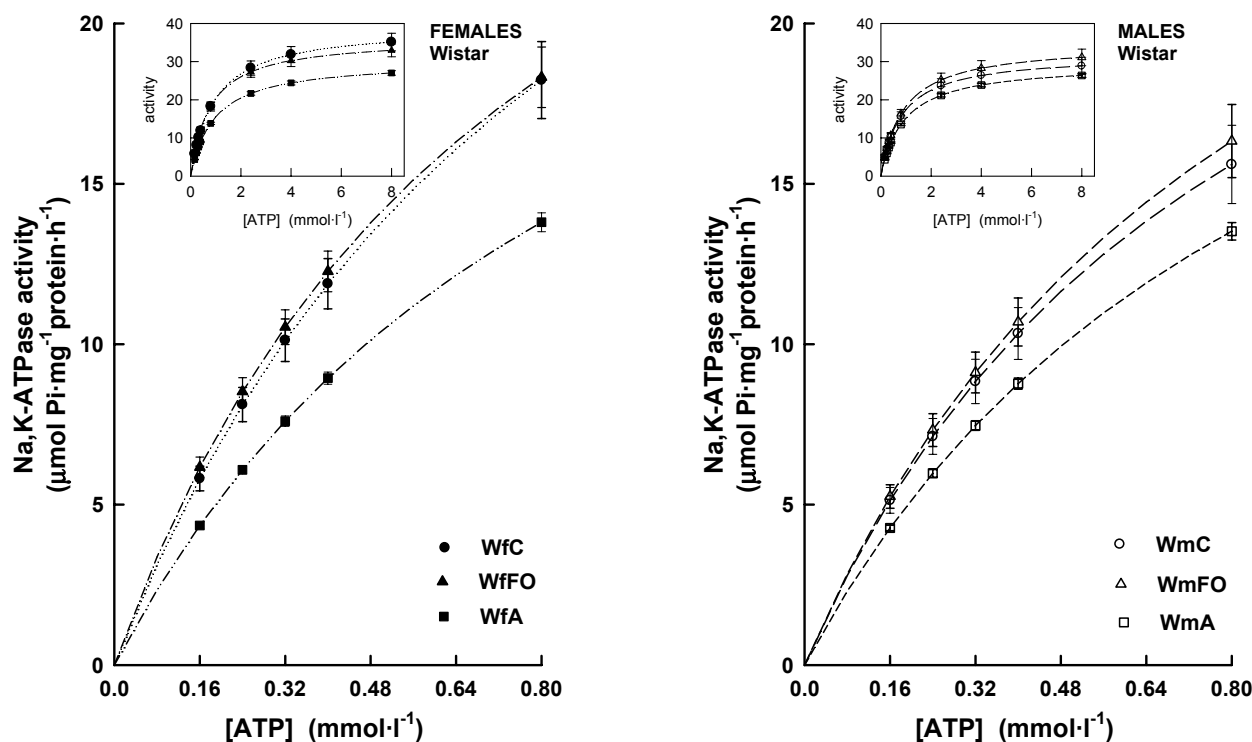 20
15
10
5
0
Na,K-ATPase activity
(μmol Pi·mg⁻¹protein·h⁻¹)
40
30
20
10
0
activity
0 2 4 6 8
[ATP] (mmol·l⁻¹)
FEMALES
Wistar
WfC
WfFO
WfA
0.0 0.16 0.32 0.48 0.64 0.80
[ATP] (mmol·l⁻¹)
20
15
10
5
0
Na,K-ATPase activity
(μmol Pi·mg⁻¹protein·h⁻¹)
40
30
20
10
0
activity
0 2 4 6 8
[ATP] (mmol·l⁻¹)
MALES
Wistar
WmC
WmFO
WmA
0.0 0.16 0.32 0.48 0.64 0.80
[ATP] (mmol·l⁻¹)